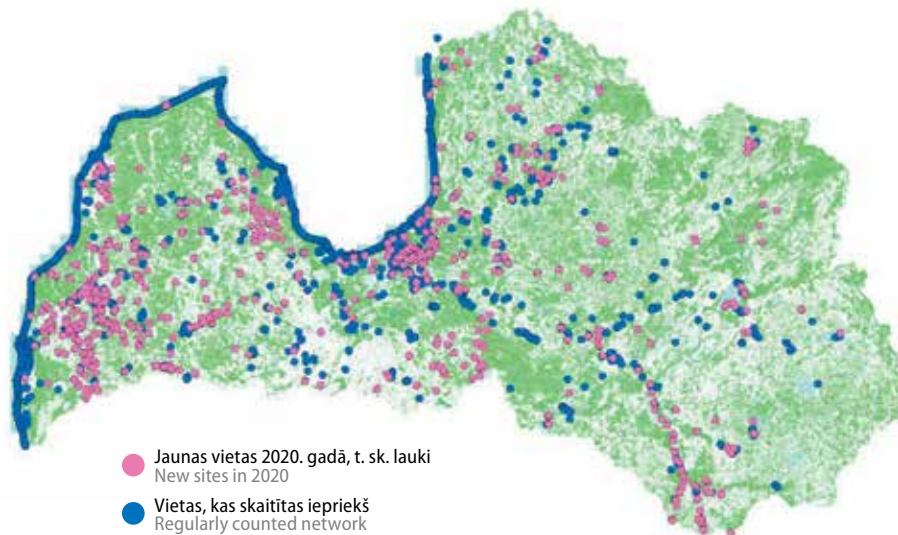 Jaunas vietas 2020. gadā, t. sk. lauki
New sites in 2020
Vietas, kas skaitītas iepriekš
Regularly counted network